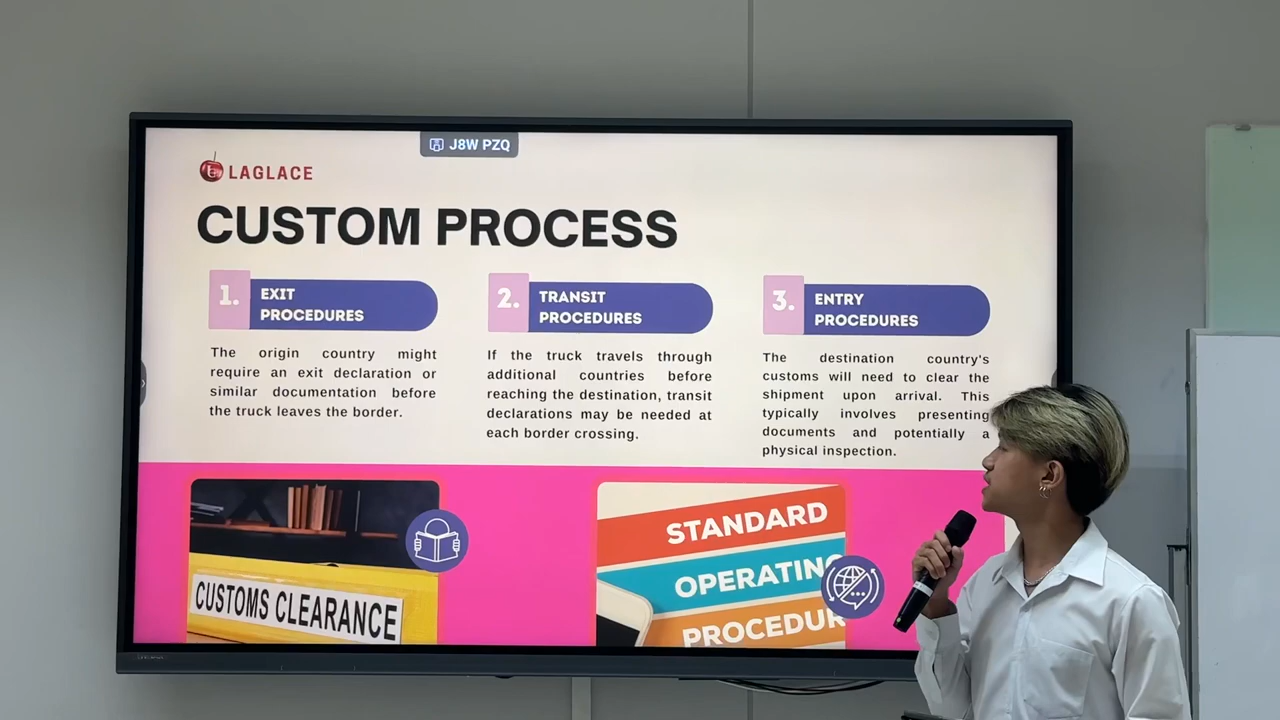 J8W PZQ
LAGLACE
CUSTOM PROCESS
1.
EXIT
PROCEDURES
The origin country might
require an exit declaration or
similar documentation before
the truck leaves the border.
2.
TRANSIT
PROCEDURES
If the truck travels through
additional countries before
reaching the destination, transit
declarations may be needed at
each border crossing.
3.
ENTRY
PROCEDURES
The destination country's
customs will need to clear the
shipment upon arrival. This
typically involves presenting
documents and potentially a
physical inspection.
CUSTOMS CLEARANCE
STANDARD
OPERATING
PROCEDUR